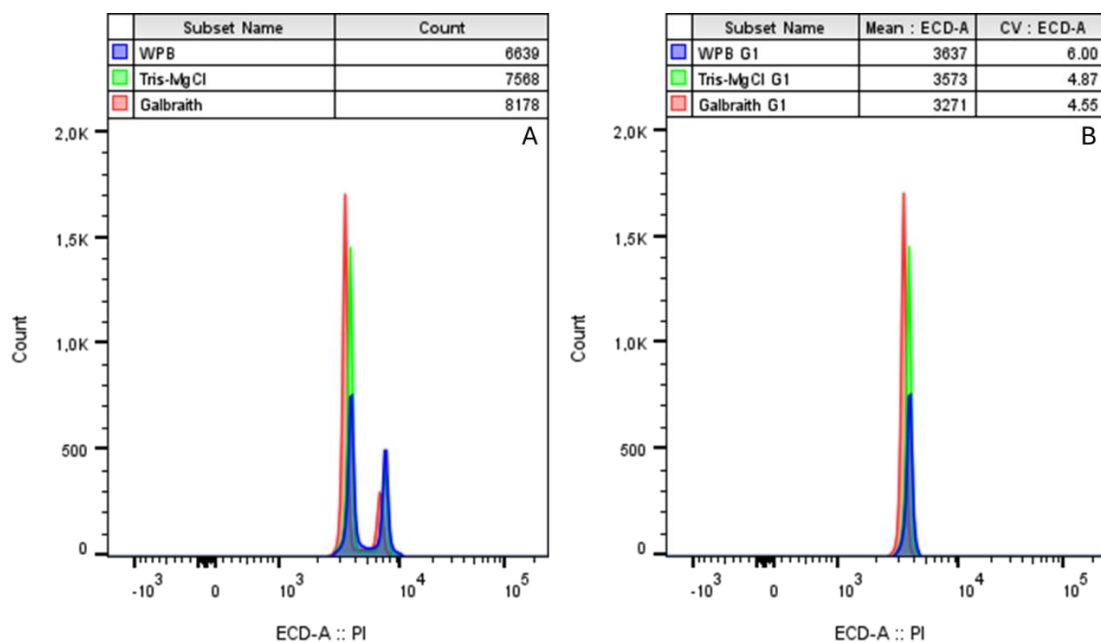 Subset Name Count
WPB 6639
Tris-MgCl 7568
Galbraith 8178
A
2,0K
1,5K
1,0K
500
0
Count
-10^3 0 10^3 10^4 10^5
ECD-A :: PI
Subset Name Mean : ECD-A CV : ECD-A
WPB G1 3637 6.00
Tris-MgCl G1 3573 4.87
Galbraith G1 3271 4.55
B
2,0K
1,5K
1,0K
500
0
Count
-10^3 0 10^3 10^4 10^5
ECD-A :: PI